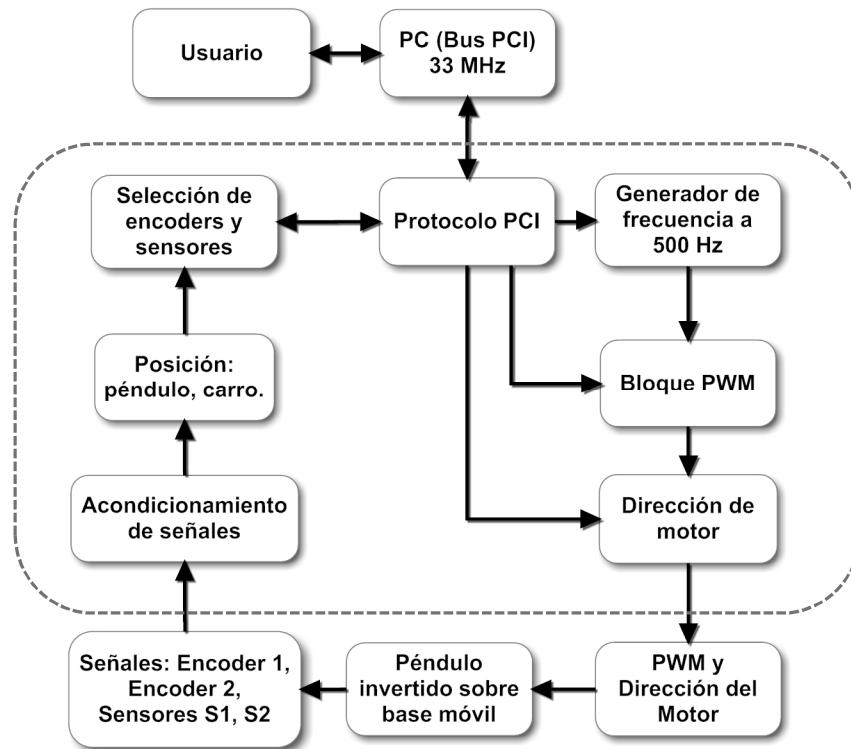 Usuario
PC (Bus PCI)
33 MHz
Selección de
encoders y
sensores
Protocolo PCI
Generador de
frecuencia a
500 Hz
Posición:
péndulo, carro.
Bloque PWM
Acondicionamiento
de señales
Dirección de
motor
Señales: Encoder 1,
Encoder 2,
Sensores S1, S2
Péndulo
invertido sobre
base móvil
PWM y
Dirección del
Motor